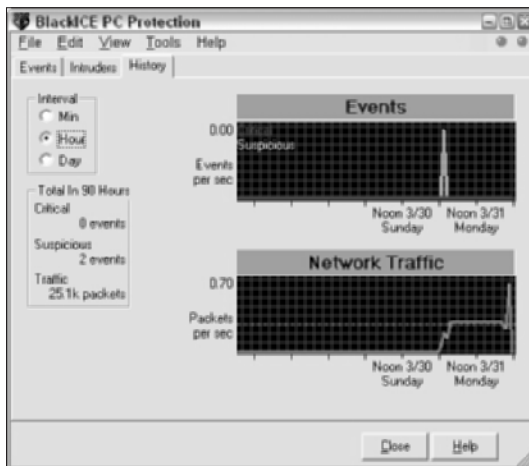 BlackICE PC Protection
File Edit View Tools Help
Events Intruders History
Interval
Min
Hour
Day
Total In 90 Hours
Critical
0 events
Suspicious
2 events
Traffic
25.1k packets
Events
0.00
Critical
Suspicious
Events
per sec
Noon 3/30
Sunday
Noon 3/31
Monday
Network Traffic
0.70
Packets
per sec
Noon 3/30
Sunday
Noon 3/31
Monday
Close
Help